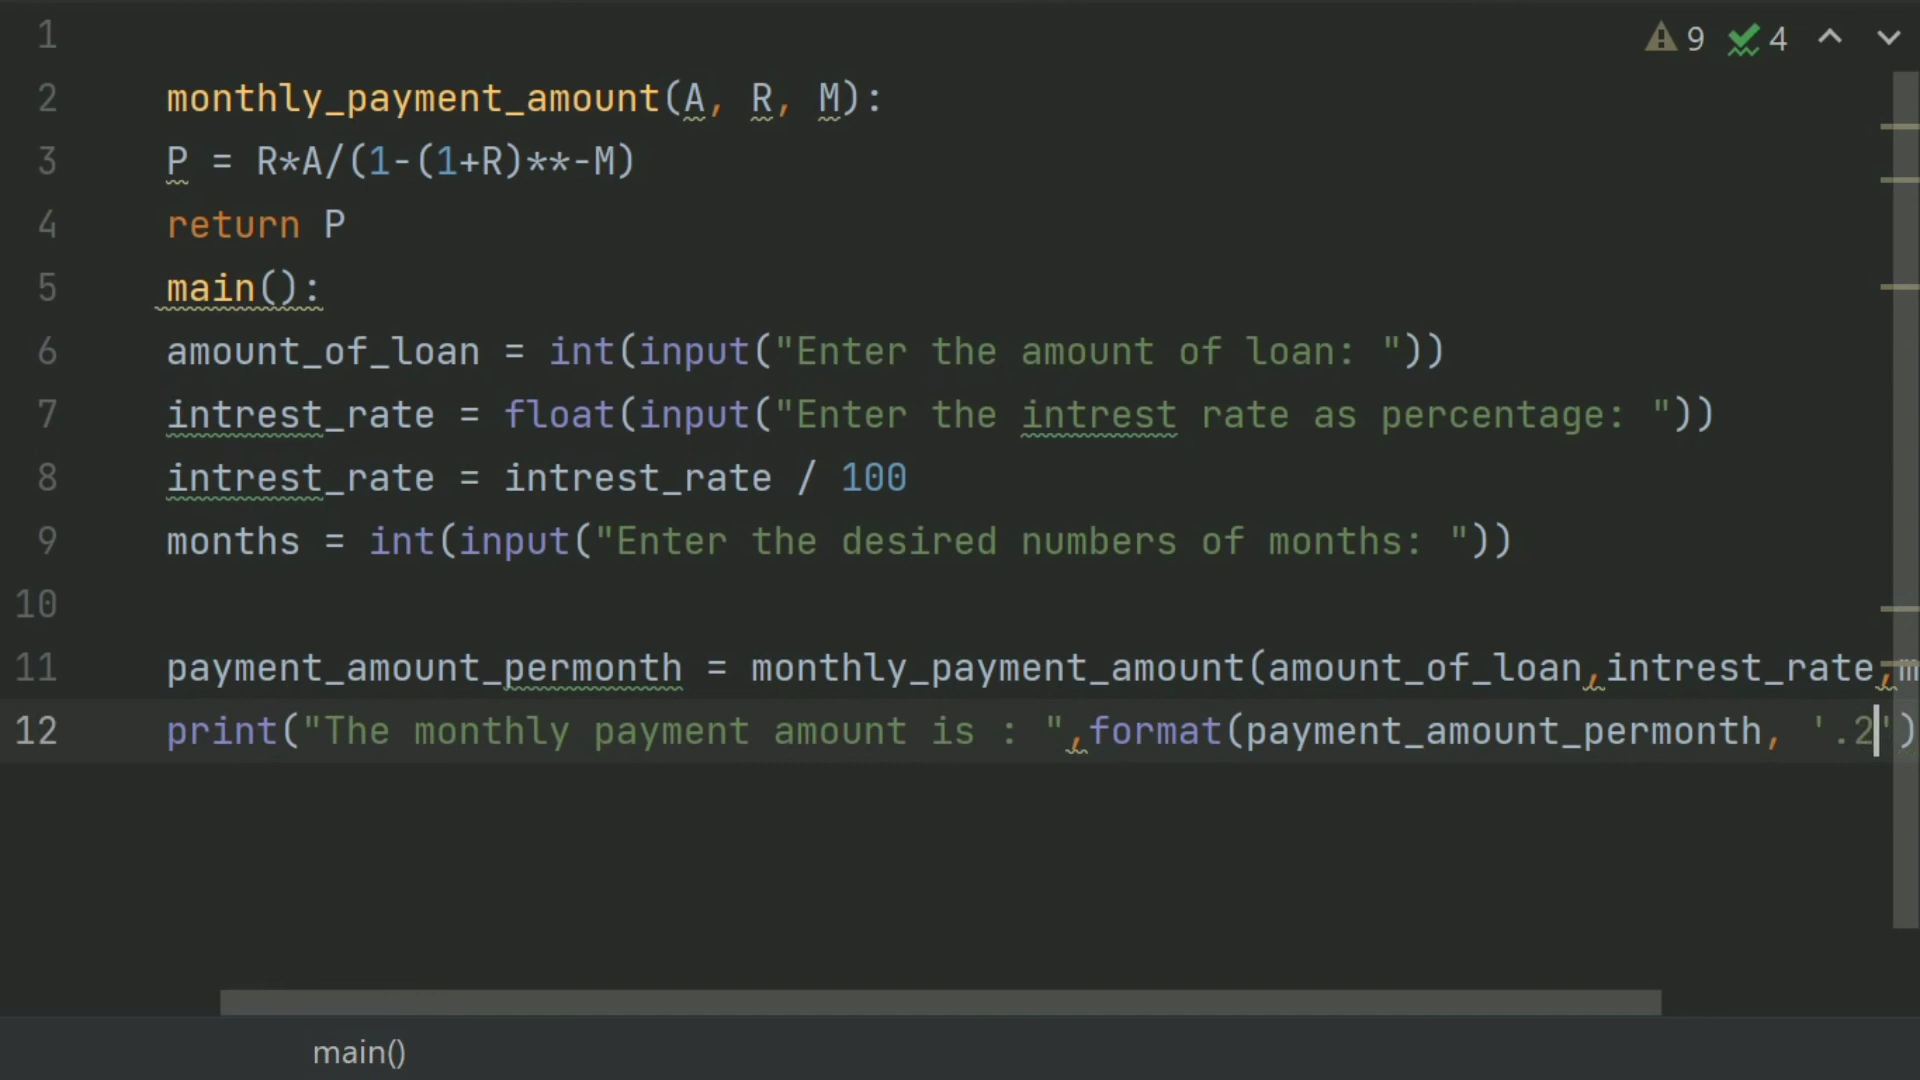 1
9 4
2 monthly_payment_amount(A, R, M):
3 P = R*A/(1-(1+R)**-M)
4 return P
5 main():
6 amount_of_loan = int(input("Enter the amount of loan: "))
7 intrest_rate = float(input("Enter the intrest rate as percentage: "))
8 intrest_rate = intrest_rate / 100
9 months = int(input("Enter the desired numbers of months: "))
10
11 payment_amount_permonth = monthly_payment_amount(amount_of_loan,intrest_rate,m
12 print("The monthly payment amount is : ",format(payment_amount_permonth, '.2')
main()